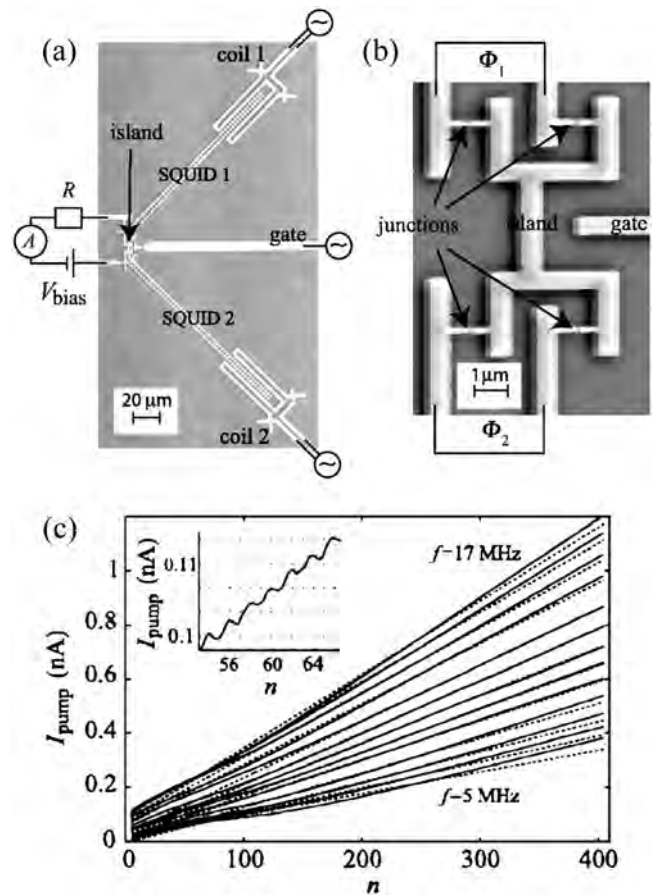 (a)
coil 1
island
SQUID 1
R
A
gate
V_bias
SQUID 2
20 μm
coil 2
(b)
Φ₁
junctions
island
gate
1μm
Φ₂
(c)
I_pump (nA)
1
0.8
0.6
0.4
0.2
0
0 100 200 300 400
n
f=17 MHz
f=5 MHz
I_pump (nA)
0.11
0.1
56 60 64
n